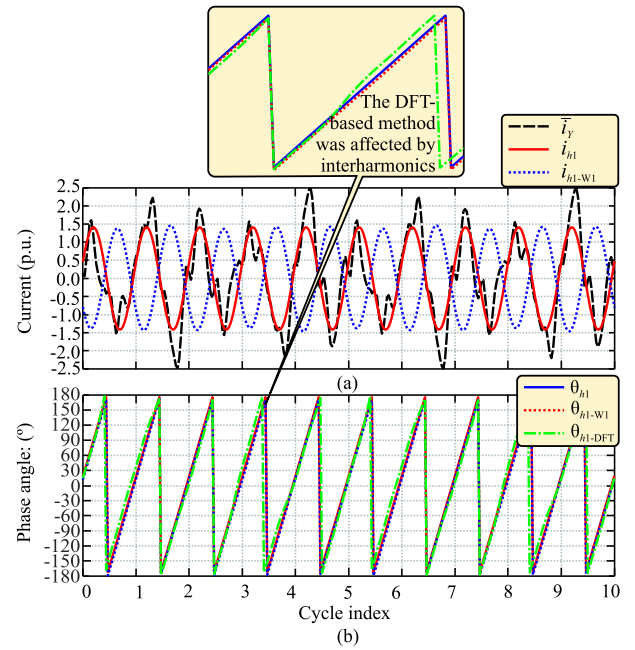 The DFT-
based method
was affected by
interharmonics
i̅_Y
i_h1
i_h1-W1
Current (p.u.)
2.5
2.0
1.5
1.0
0.5
0.0
-0.5
-1.0
-1.5
-2.0
-2.5
(a)
θ_h1
θ_h1-W1
θ_h1-DFT
Phase angle: (º)
180
150
120
90
60
30
0
-30
-60
-90
-120
-150
-180
0 1 2 3 4 5 6 7 8 9 10
Cycle index
(b)